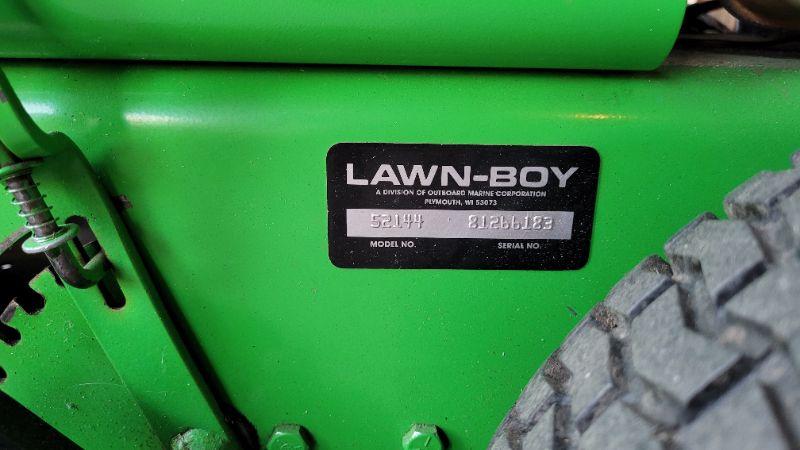 LAWN-BOY
A DIVISION OF OUTBOARD MARINE CORPORATION
PLYMOUTH, WI 53073
52144 81266183
MODEL NO. SERIAL NO.